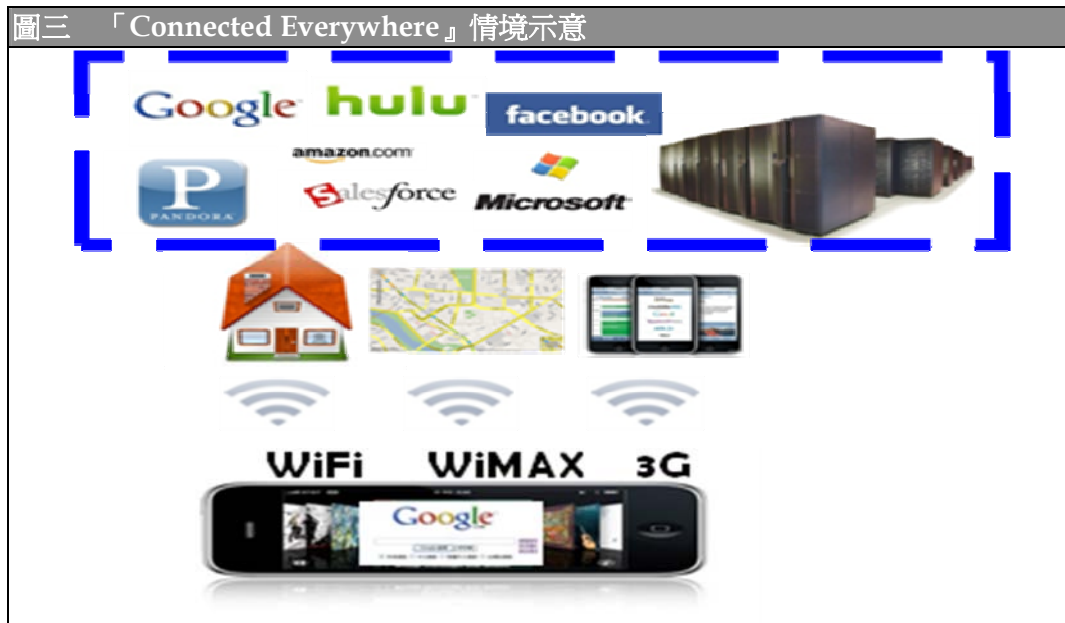 圖三 「Connected Everywhere』情境示意
Google hulu facebook
amazon.com
P
PANDORA
salesforce Microsoft
WiFi WiMAX 3G
Google